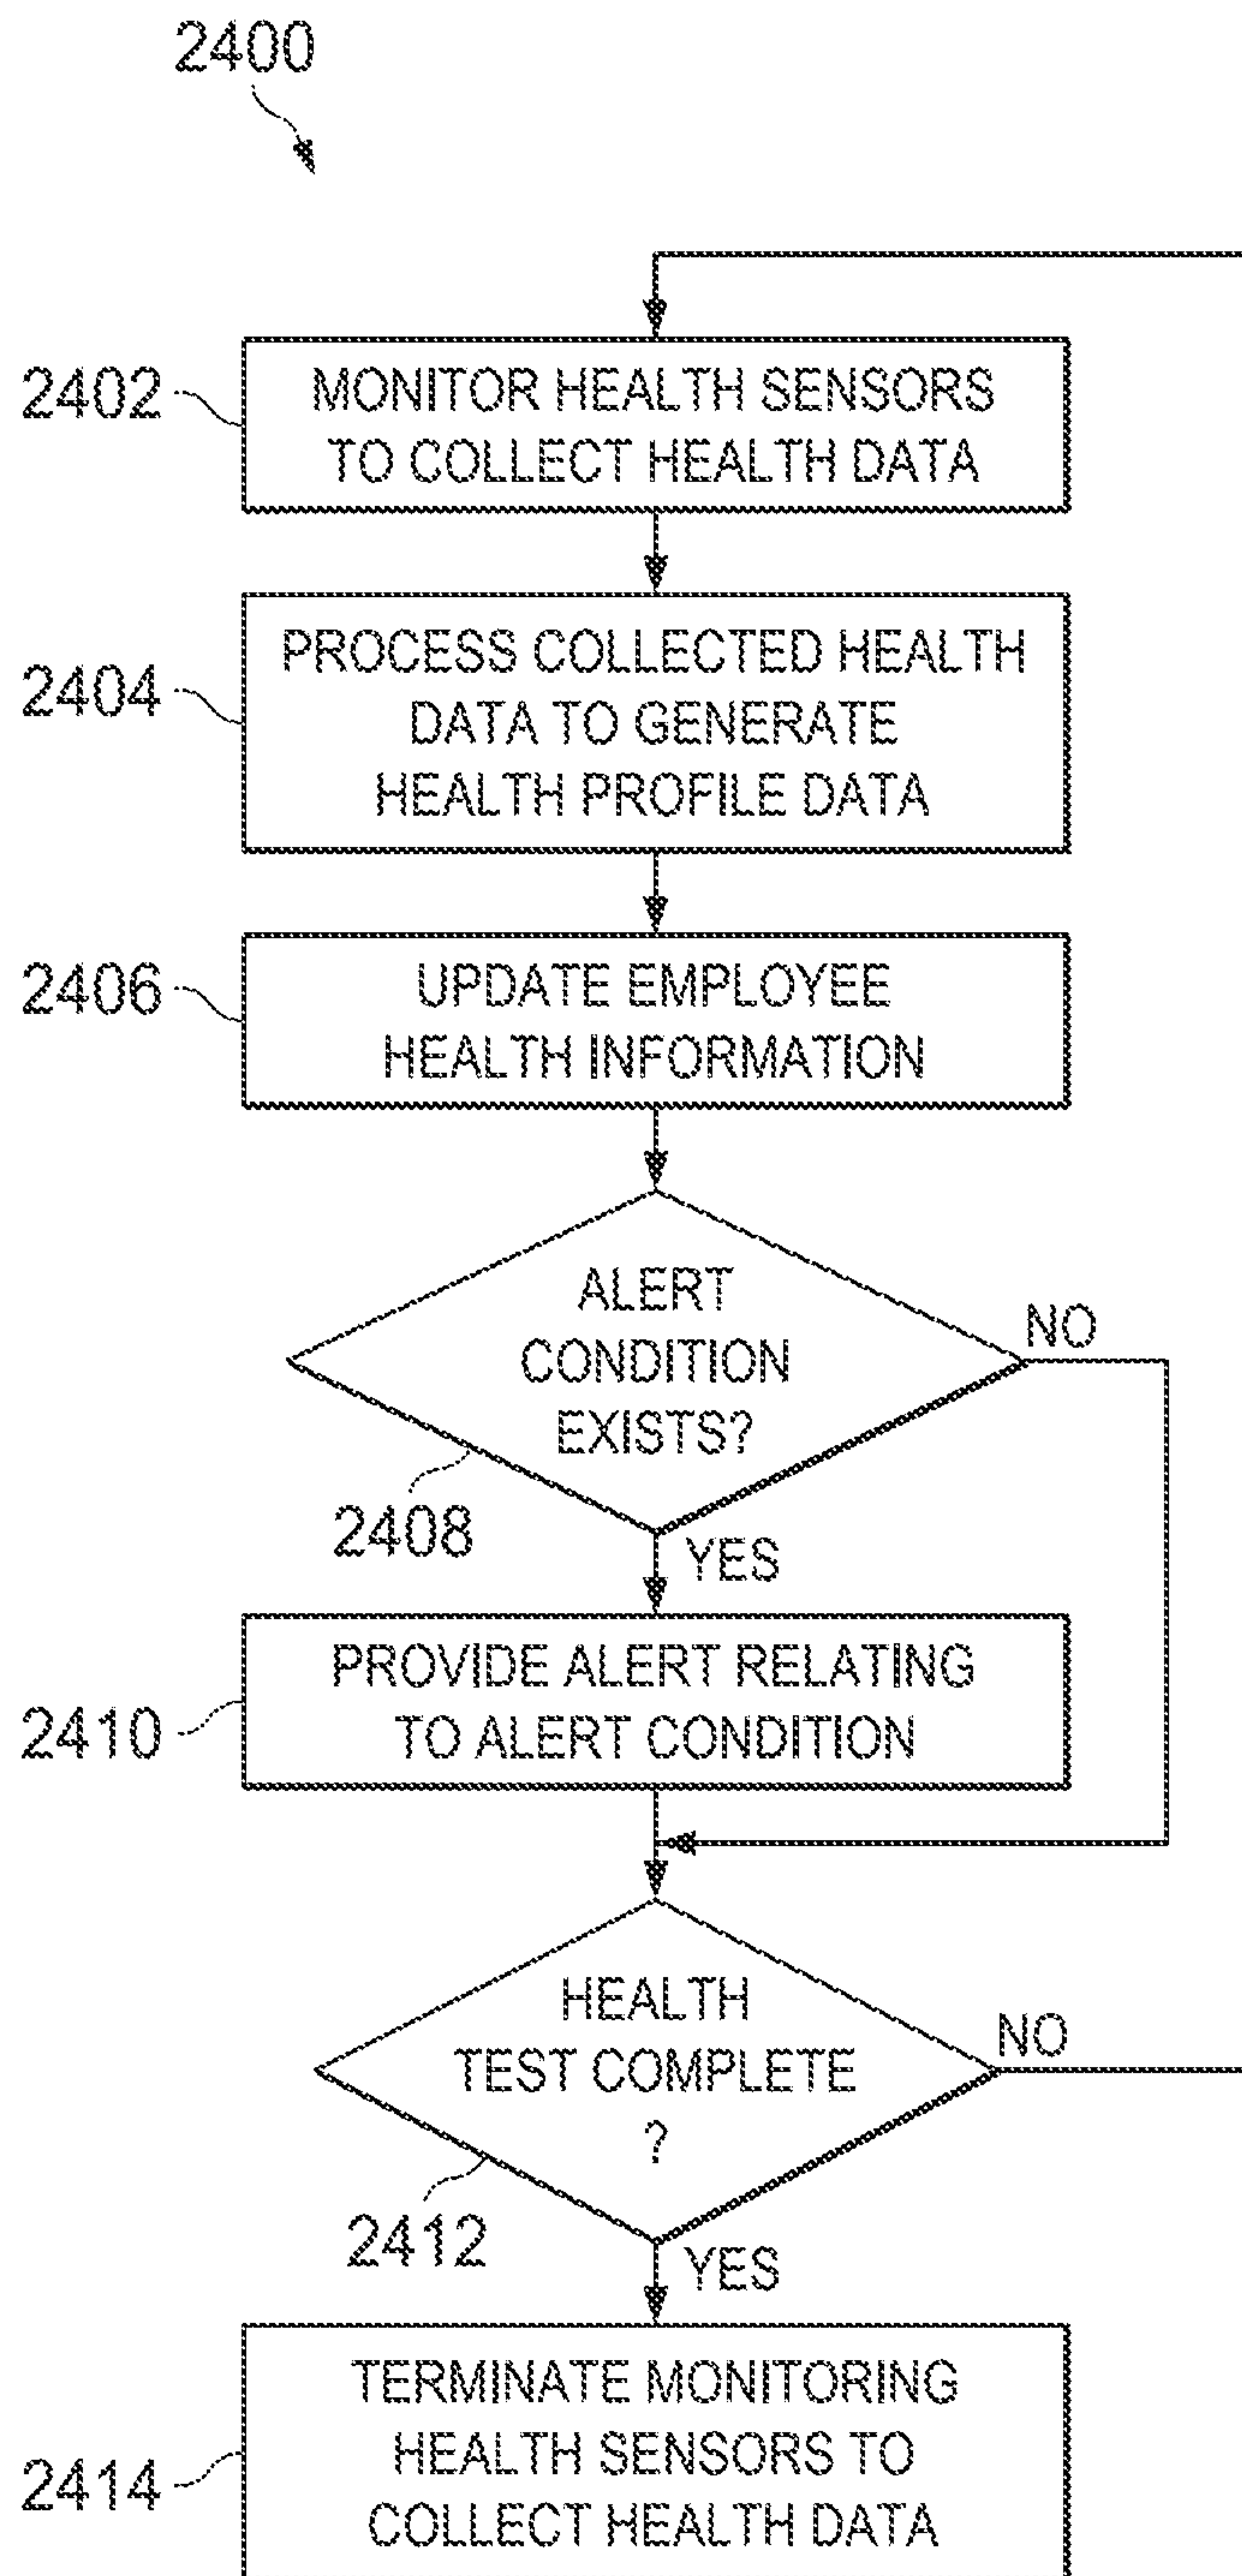 2400
2402
MONITOR HEALTH SENSORS
TO COLLECT HEALTH DATA
2404
PROCESS COLLECTED HEALTH
DATA TO GENERATE
HEALTH PROFILE DATA
2406
UPDATE EMPLOYEE
HEALTH INFORMATION
ALERT
CONDITION
EXISTS?
NO
2408
YES
2410
PROVIDE ALERT RELATING
TO ALERT CONDITION
HEALTH
TEST COMPLETE
?
NO
2412
YES
2414
TERMINATE MONITORING
HEALTH SENSORS TO
COLLECT HEALTH DATA